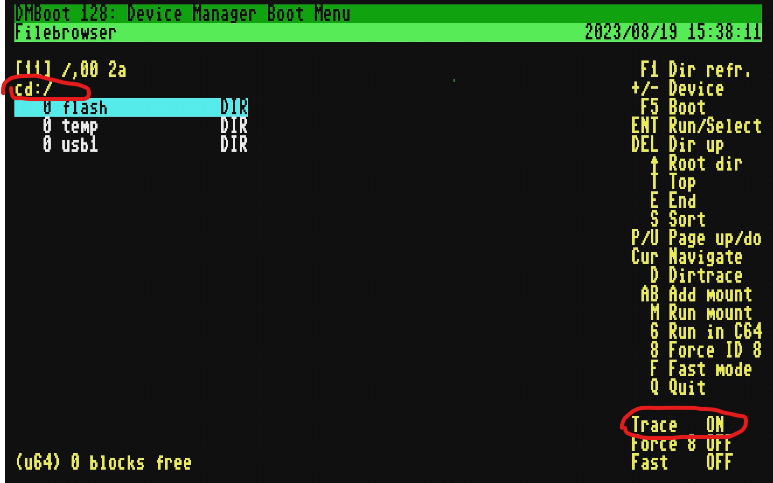 DMBoot 128: Device Manager Boot Menu
Filebrowser 2023/08/19 15:38:11
[11] /,00 2a
cd:/
0 flash DIR
0 temp DIR
0 usb1 DIR
F1 Dir refr.
+/- Device
F5 Boot
ENT Run/Select
DEL Dir up
↑ Root dir
T Top
E End
S Sort
P/U Page up/do
Cur Navigate
D Dirtrace
AB Add mount
M Run mount
6 Run in C64
8 Force ID 8
F Fast mode
Q Quit
Trace ON
Force 8 OFF
Fast OFF
(u64) 0 blocks free